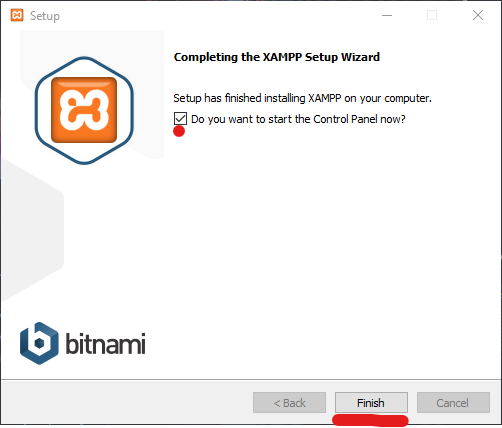 Setup
Completing the XAMPP Setup Wizard
Setup has finished installing XAMPP on your computer.
Do you want to start the Control Panel now?
bitnami
< Back
Finish
Cancel